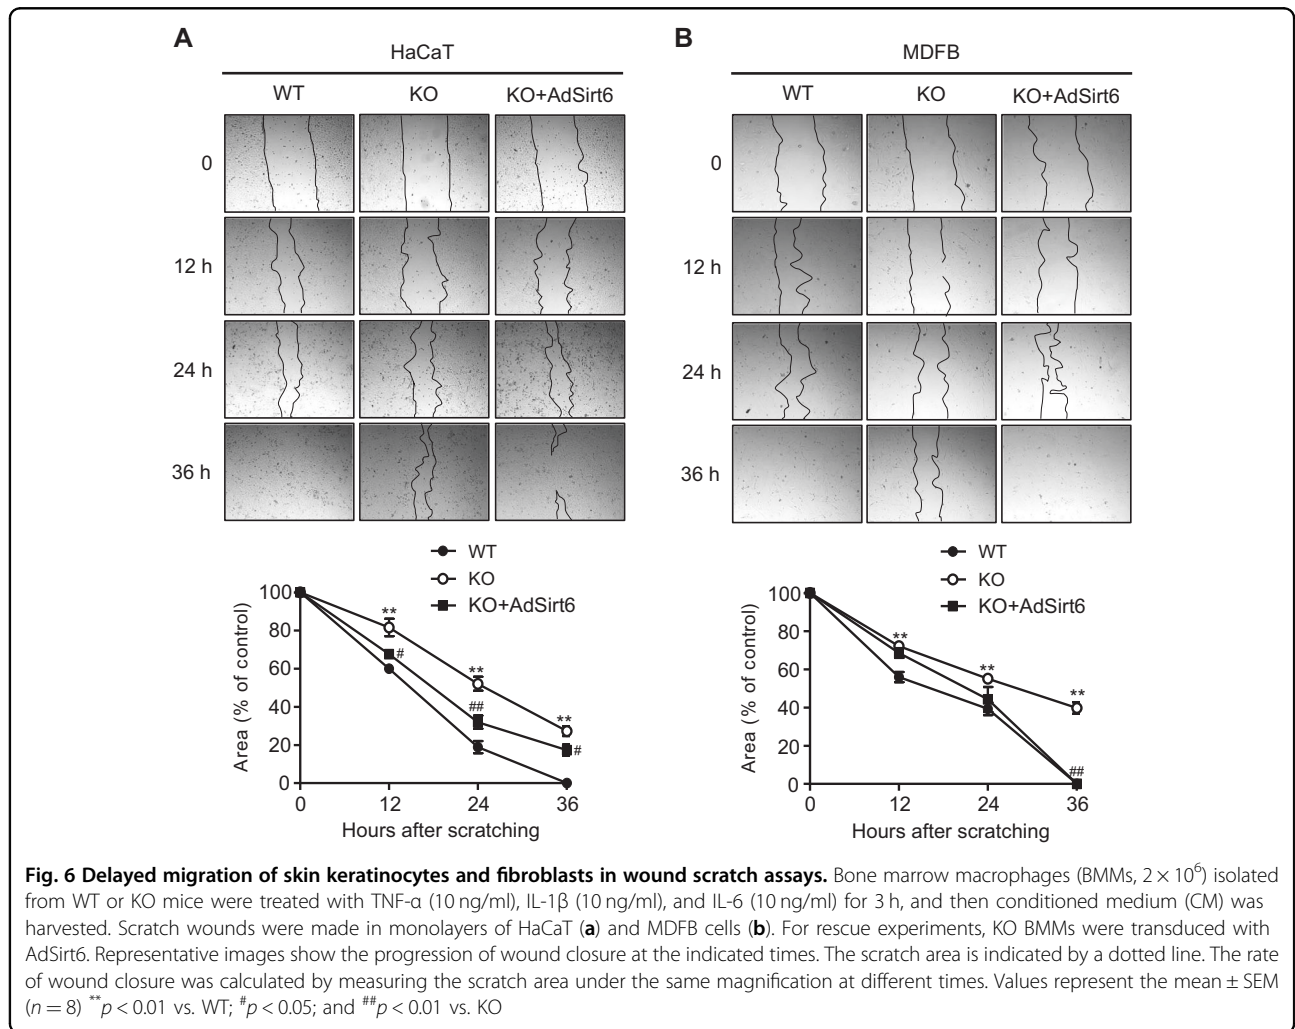 A
HaCaT
WT KO KO+AdSirt6
0
12 h
24 h
36 h
WT
KO
KO+AdSirt6
Area (% of control)
100
80
60
40
20
0
**
#
**
##
**
#
0 12 24 36
Hours after scratching
B
MDFB
WT KO KO+AdSirt6
0
12 h
24 h
36 h
WT
KO
KO+AdSirt6
Area (% of control)
100
80
60
40
20
0
**
**
**
##
0 12 24 36
Hours after scratching
Fig. 6 Delayed migration of skin keratinocytes and fibroblasts in wound scratch assays. Bone marrow macrophages (BMMs, 2 × 10⁶) isolated
from WT or KO mice were treated with TNF-α (10 ng/ml), IL-1β (10 ng/ml), and IL-6 (10 ng/ml) for 3 h, and then conditioned medium (CM) was
harvested. Scratch wounds were made in monolayers of HaCaT (a) and MDFB cells (b). For rescue experiments, KO BMMs were transduced with
AdSirt6. Representative images show the progression of wound closure at the indicated times. The scratch area is indicated by a dotted line. The rate
of wound closure was calculated by measuring the scratch area under the same magnification at different times. Values represent the mean ± SEM
(n = 8) **p < 0.01 vs. WT; #p < 0.05; and ##p < 0.01 vs. KO